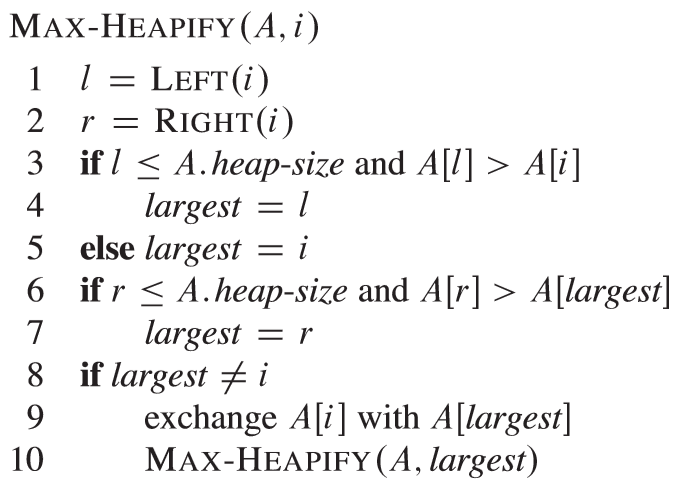 MAX-HEAPIFY(A, i)
1 l = LEFT(i)
2 r = RIGHT(i)
3 if l ≤ A.heap-size and A[l] > A[i]
4 largest = l
5 else largest = i
6 if r ≤ A.heap-size and A[r] > A[largest]
7 largest = r
8 if largest ≠ i
9 exchange A[i] with A[largest]
10 MAX-HEAPIFY(A, largest)